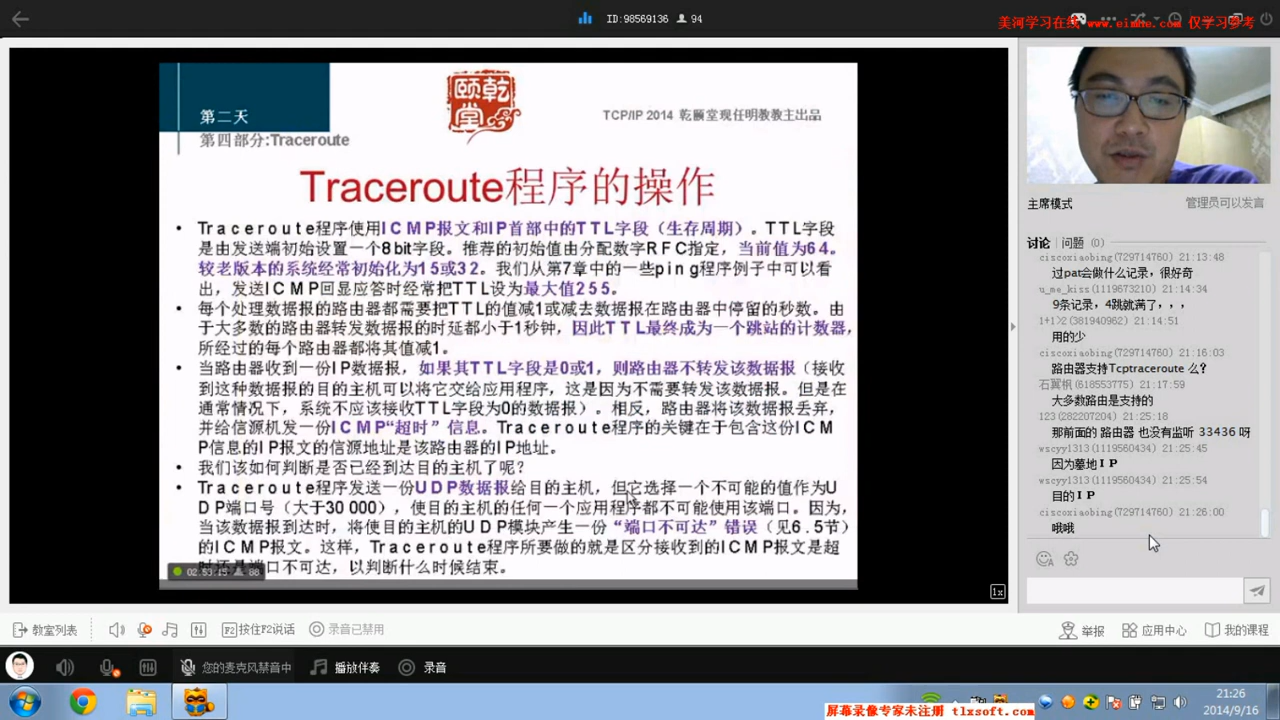 ID:98569136 94
美河学习在线 www.eimhe.com 仅学习参考
第二天
第四部分:Traceroute
颐乾堂
TCP/IP 2014 乾颐堂现任明教教主出品
Traceroute程序的操作
• Traceroute程序使用ICMP报文和IP首部中的TTL字段（生存周期）。TTL字段
是由发送端初始设置一个8bit字段。推荐的初始值由分配数字RFC指定，当前值为64。
较老版本的系统经常初始化为15或32。我们从第7章中的一些ping程序例子中可以看
出，发送ICMP回显应答时经常把TTL设为最大值255。
• 每个处理数据报的路由器都需要把TTL的值减1或减去数据报在路由器中停留的秒数。由
于大多数的路由器转发数据报的时延都小于1秒钟，因此TTL最终成为一个跳站的计数器，
所经过的每个路由器都将其值减1。
• 当路由器收到一份IP数据报，如果其TTL字段是0或1，则路由器不转发该数据报（接收
到这种数据报的目的主机可以将它交给应用程序，这是因为不需要转发该数据报。但是在
通常情况下，系统不应该接收TTL字段为0的数据报）。相反，路由器将该数据报丢弃，
并给信源机发一份ICMP“超时”信息。Traceroute程序的关键在于包含这份ICM
P信息的IP报文的信源地址是该路由器的IP地址。
• 我们该如何判断是否已经到达目的主机了呢？
• Traceroute程序发送一份UDP数据报给目的主机，但它选择一个不可能的值作为U
DP端口号（大于30 000），使目的主机的任何一个应用程序都不可能使用该端口。因为，
当该数据报到达时，将使目的主机的UDP模块产生一份“端口不可达”错误（见6.5节）
的ICMP报文。这样，Traceroute程序所要做的就是区分接收到的ICMP报文是超
时还是端口不可达，以判断什么时候结束。
88
1x
主席模式 管理员可以发言
讨论 问题 (0)
ciscoxiaobing(729714760) 21:13:48
过pat会做什么记录，很好奇
u_me_kiss(1119673210) 21:14:34
9条记录，4跳就满了，，，
1+1》2(381940962) 21:14:51
用的少
ciscoxiaobing(729714760) 21:16:03
路由器支持Tcptraceroute 么？
石翼帆(618553775) 21:17:59
大多数路由是支持的
123(282207204) 21:25:18
那前面的 路由器 也没有监听 33436 呀
wscyy1314(1119560434) 21:25:45
因为墓地ＩＰ
wscyy1314(1119560434) 21:25:54
目的ＩＰ
ciscoxiaobing(729714760) 21:26:00
哦哦
教室列表 F2 按住F2说话 录音已禁用 举报 应用中心 我的课程
您的麦克风禁音中 播放伴奏 录音
21:26
2014/9/16
屏幕录像专家未注册 tlxsoft.com